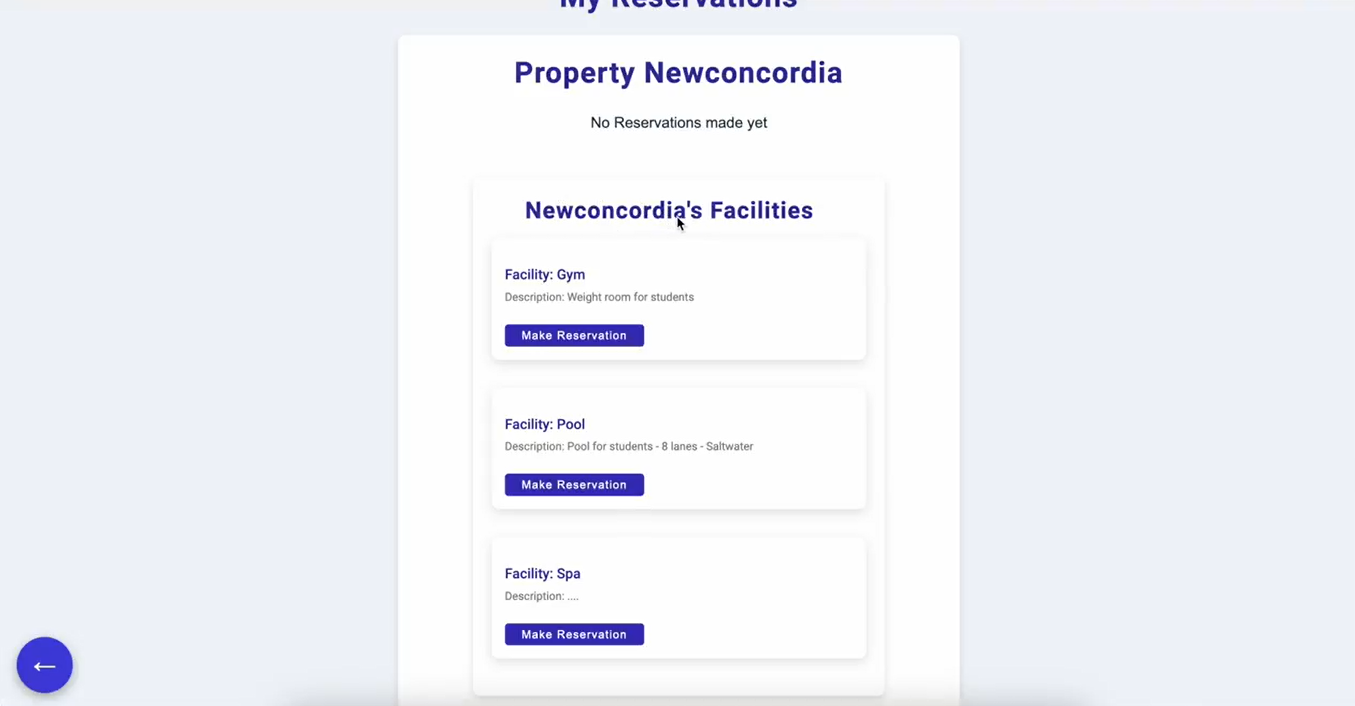 My Reservations
Property Newconcordia
No Reservations made yet
Newconcordia's Facilities
Facility: Gym
Description: Weight room for students
Make Reservation
Facility: Pool
Description: Pool for students - 8 lanes - Saltwater
Make Reservation
Facility: Spa
Description: ....
Make Reservation
←